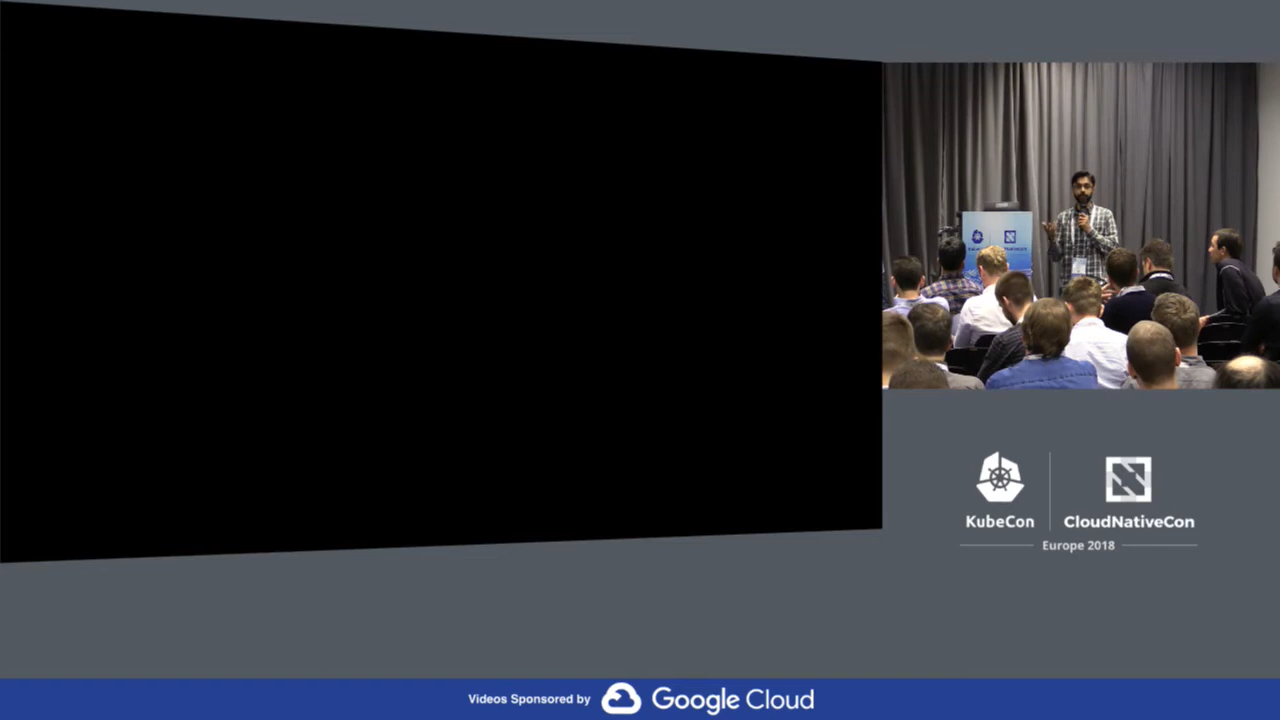 KubeCon
CloudNativeCon
Europe 2018
Videos Sponsored by
Google Cloud